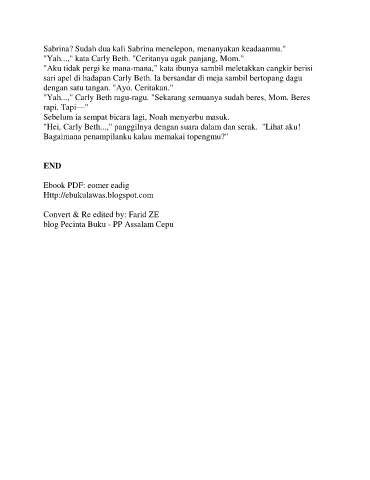 Sabrina? Sudah dua kali Sabrina menelepon, menanyakan keadaanmu."
"Yah...," kata Carly Beth. "Ceritanya agak panjang, Mom."
"Aku tidak pergi ke mana-mana," kata ibunya sambil meletakkan cangkir berisi
sari apel di hadapan Carly Beth. Ia bersandar di meja sambil bertopang dagu
dengan satu tangan. "Ayo. Ceritakan."
"Yah...," Carly Beth ragu-ragu. "Sekarang semuanya sudah beres, Mom. Beres
rapi. Tapi—"
Sebelum ia sempat bicara lagi, Noah menyerbu masuk.
"Hei, Carly Beth...," panggilnya dengan suara dalam dan serak. "Lihat aku!
Bagaimana penampilanku kalau memakai topengmu?"
END
Ebook PDF: eomer eadig
Http://ebukulawas.blogspot.com
Convert & Re edited by: Farid ZE
blog Pecinta Buku - PP Assalam Cepu